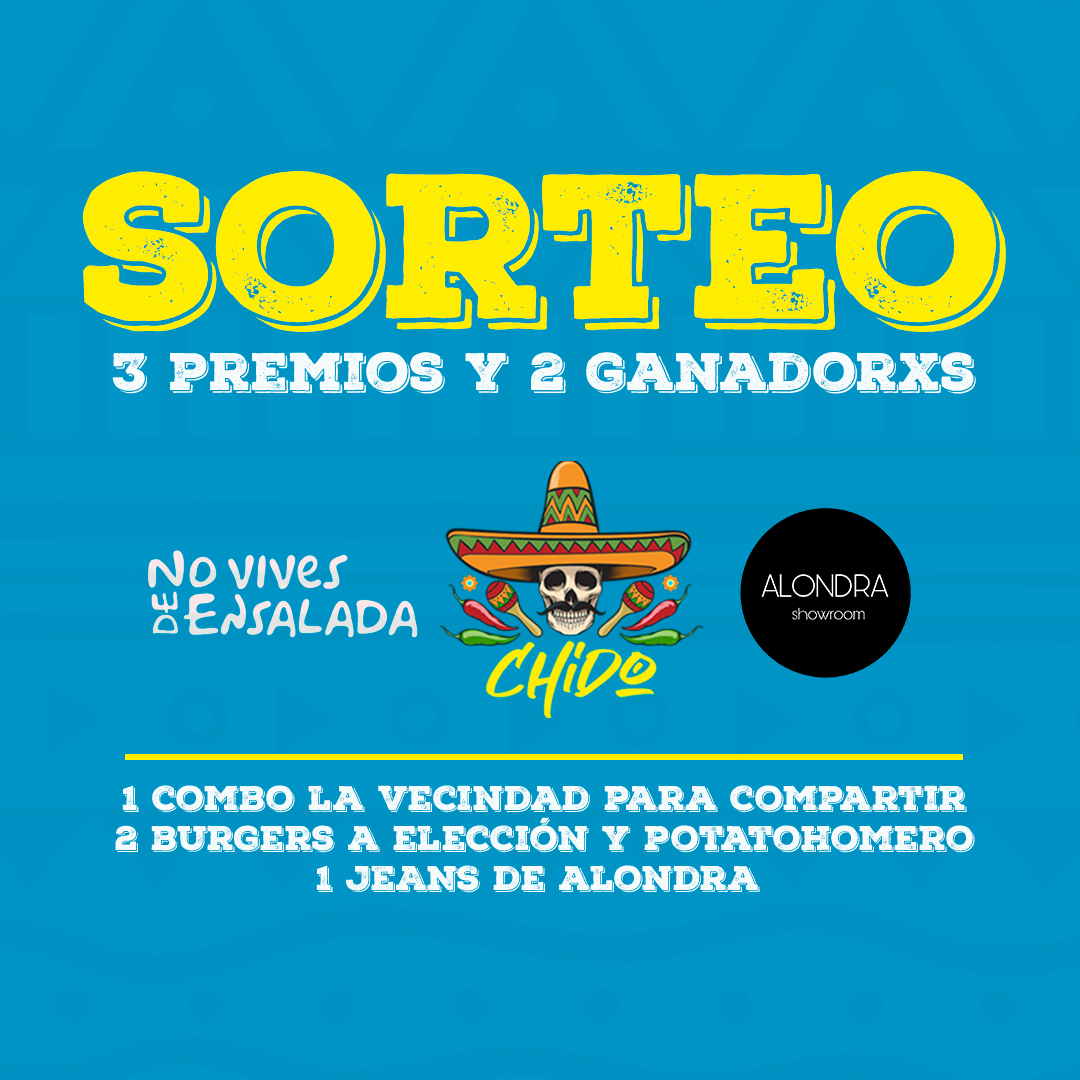 SORTEO
3 PREMIOS Y 2 GANADORXS
NO VIVES
DE ENSALADA
CHIDO
ALONDRA
showroom
1 COMBO LA VECINDAD PARA COMPARTIR
2 BURGERS A ELECCIÓN Y POTATOHOMERO
1 JEANS DE ALONDRA